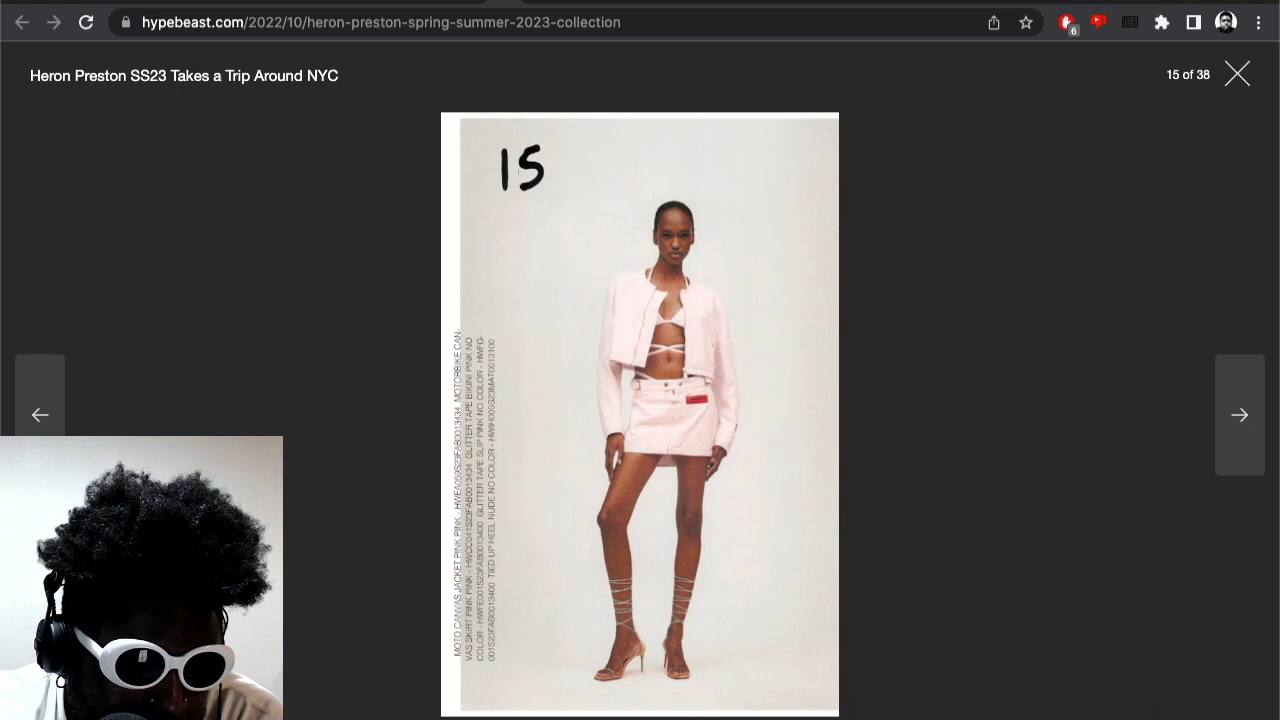 hypebeast.com/2022/10/heron-preston-spring-summer-2023-collection
6
Heron Preston SS23 Takes a Trip Around NYC
15 of 38
15
MOTO CANVAS JACKET PINK PINK - HWEA059S23FAB0013434 MOTORBIKE CAN-
VAS SKIRT PINK PINK - HWCC041S23FAB0013434 GLITTER TAPE BIKINI PINK NO
COLOR - HWFE001S23FAB0013400 GLITTER TAPE SLIP PINK NO COLOR - HWFG-
001S23FAB0013400 TIED UP HEEL NUDE NO COLOR - HWIH005S23MAT0013100